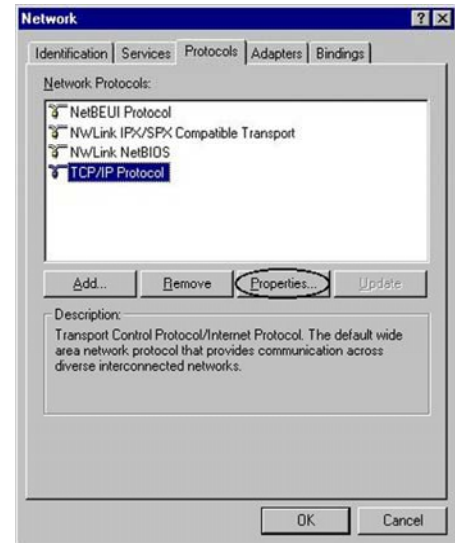 Network
Identification Services Protocols Adapters Bindings
Network Protocols:
NetBEUI Protocol
NWLink IPX/SPX Compatible Transport
NWLink NetBIOS
TCP/IP Protocol
Add... Remove Properties... Update
Description:
Transport Control Protocol/Internet Protocol. The default wide
area network protocol that provides communication across
diverse interconnected networks.
OK Cancel